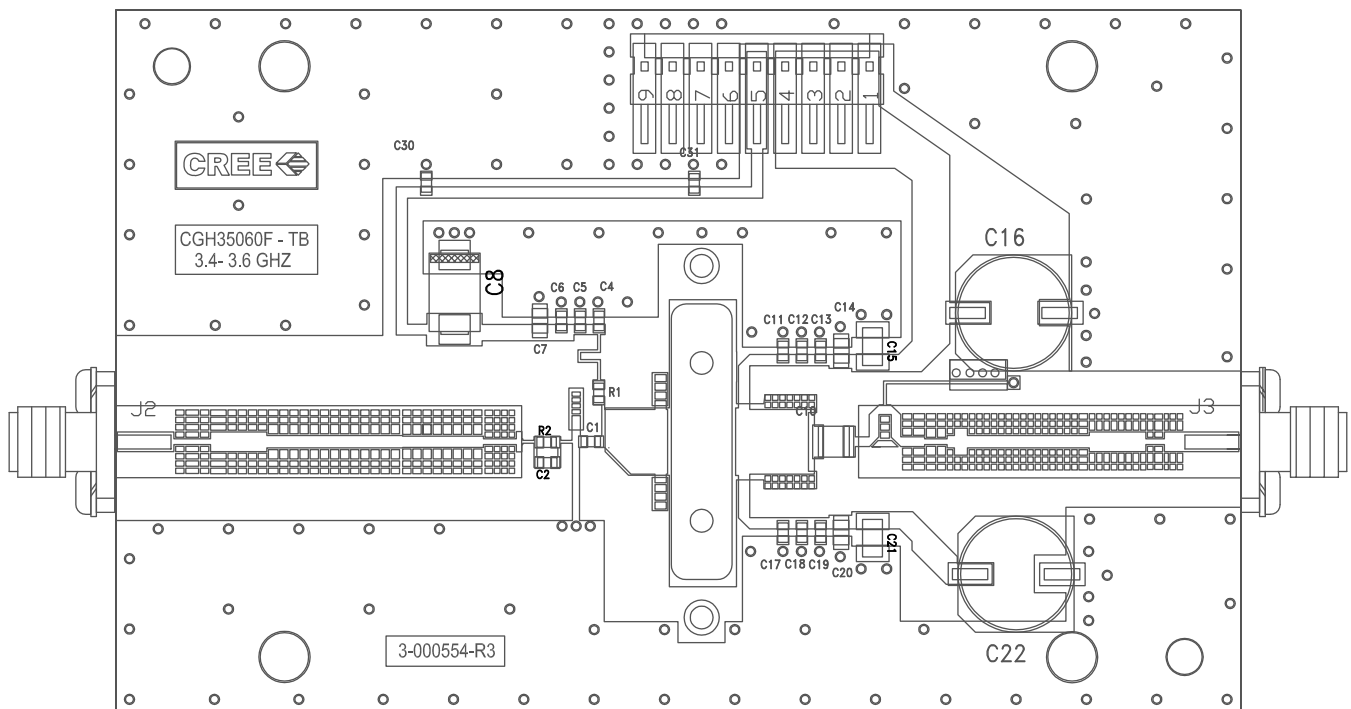 9 8 7 6 5 4 3 2 1
C30
C31
CREE
CGH35060F - TB
3.4- 3.6 GHZ
C16
C8
C6 C5 C4
C7
C11 C12 C13 C14
C15
R1
J2
J3
C10
R2
C1
C2
C17 C18 C19 C20
C21
3-000554-R3
C22